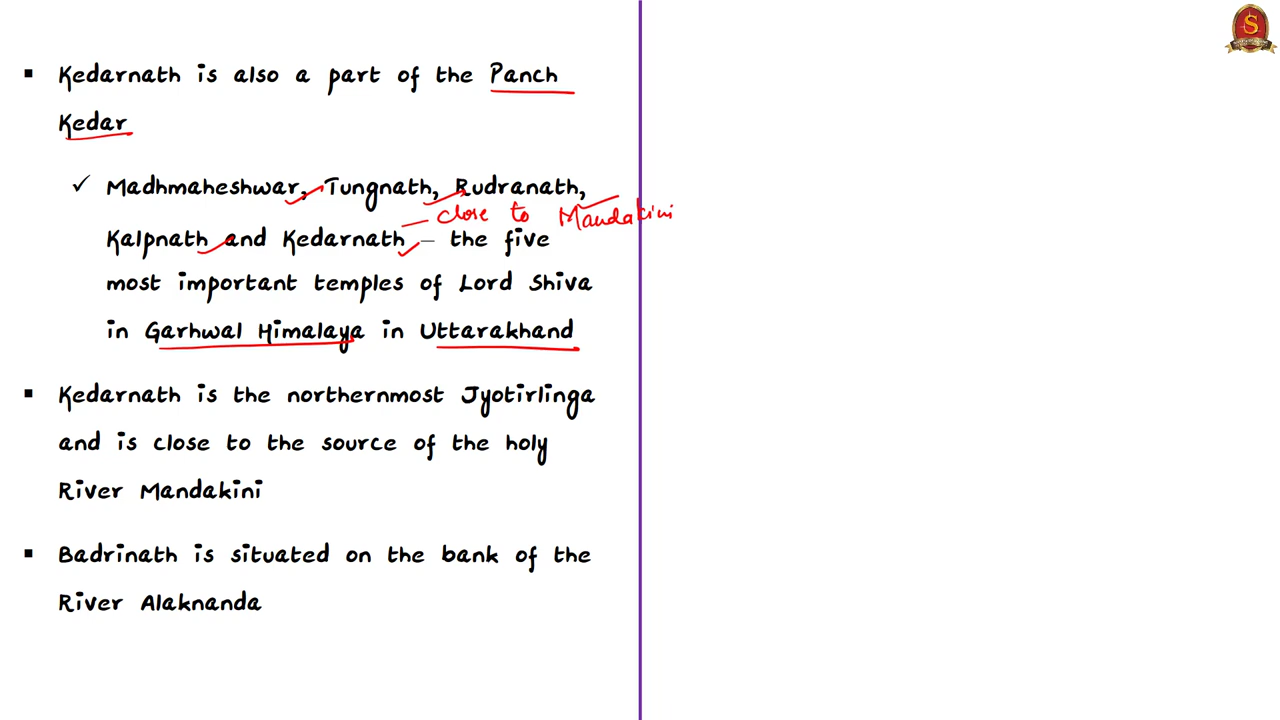 ▪ Kedarnath is also a part of the Panch
Kedar
✓ Madhmaheshwar, Tungnath, Rudranath,
close to Mandakini
Kalpnath and Kedarnath – the five
most important temples of Lord Shiva
in Garhwal Himalaya in Uttarakhand
▪ Kedarnath is the northernmost Jyotirlinga
and is close to the source of the holy
River Mandakini
▪ Badrinath is situated on the bank of the
River Alaknanda
S